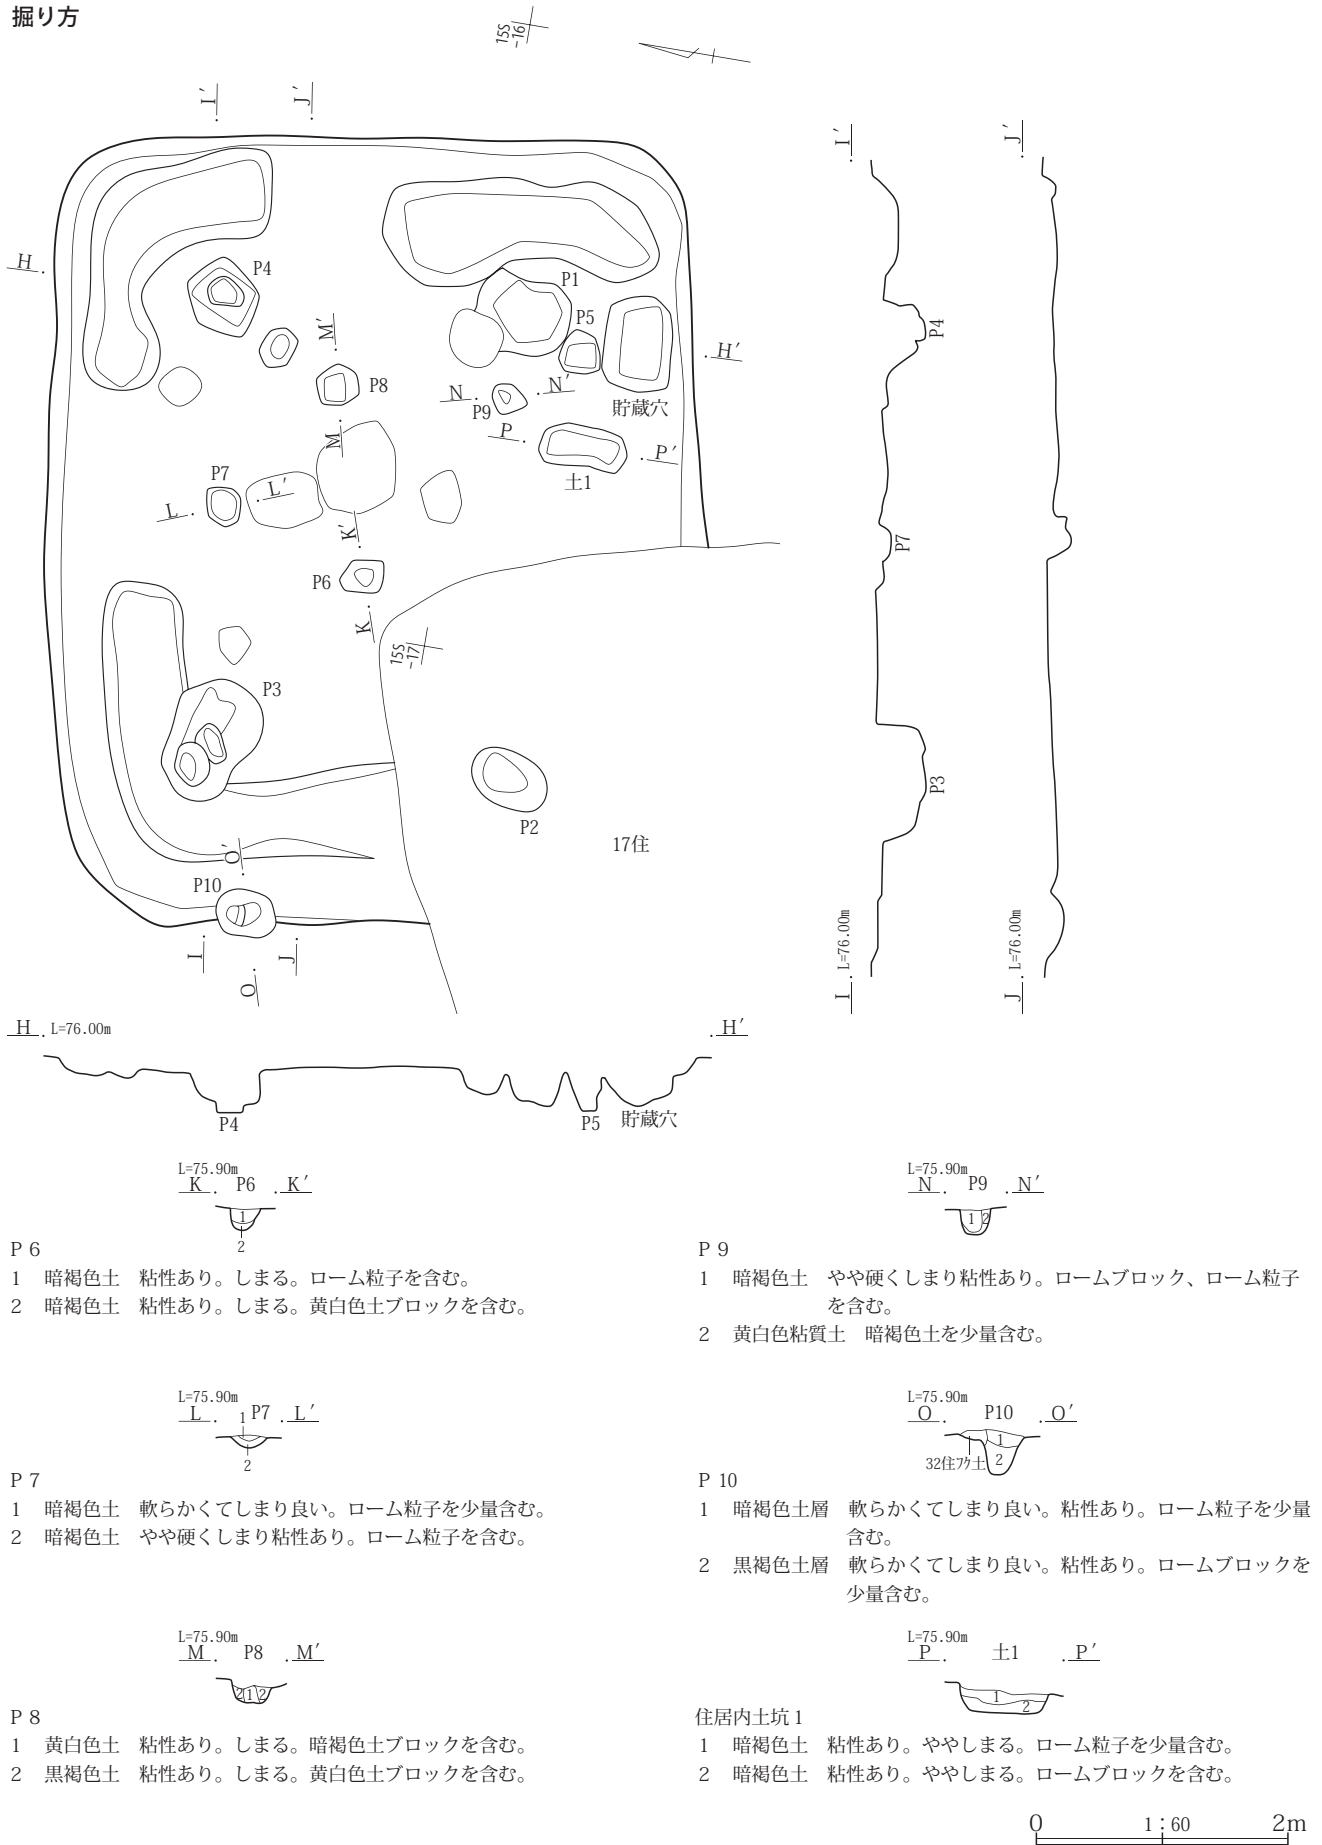 掘り方
15S
-16
I′
J′
I′
J′
H
P4
P1
P5
M′
H′
P8
N
N′
P9
貯蔵穴
P
P′
M
土1
P7
L′
L
K′
P6
K
15S
-17
P3
P2
17住
O′
P10
I
J
O
P4
P7
P3
I
L=76.00m
J
L=76.00m
H
L=76.00m
H′
P4
P5
貯蔵穴
L=75.90m
K P6 K′
1
2
P 6
1 暗褐色土 粘性あり。しまる。ローム粒子を含む。
2 暗褐色土 粘性あり。しまる。黄白色土ブロックを含む。
L=75.90m
N P9 N′
1 2
P 9
1 暗褐色土 やや硬くしまり粘性あり。ロームブロック、ローム粒子
を含む。
2 黄白色粘質土 暗褐色土を少量含む。
L=75.90m
L 1 P7 L′
2
P 7
1 暗褐色土 軟らかくてしまり良い。ローム粒子を少量含む。
2 暗褐色土 やや硬くしまり粘性あり。ローム粒子を含む。
L=75.90m
O P10 O′
1
32住ﾌｸ土 2
P 10
1 暗褐色土層 軟らかくてしまり良い。粘性あり。ローム粒子を少量
含む。
2 黒褐色土層 軟らかくてしまり良い。粘性あり。ロームブロックを
少量含む。
L=75.90m
M P8 M′
2 1 2
P 8
1 黄白色土 粘性あり。しまる。暗褐色土ブロックを含む。
2 黒褐色土 粘性あり。しまる。黄白色土ブロックを含む。
L=75.90m
P 土1 P′
1
2
住居内土坑 1
1 暗褐色土 粘性あり。ややしまる。ローム粒子を少量含む。
2 暗褐色土 粘性あり。ややしまる。ロームブロックを含む。
0 1：60 2m